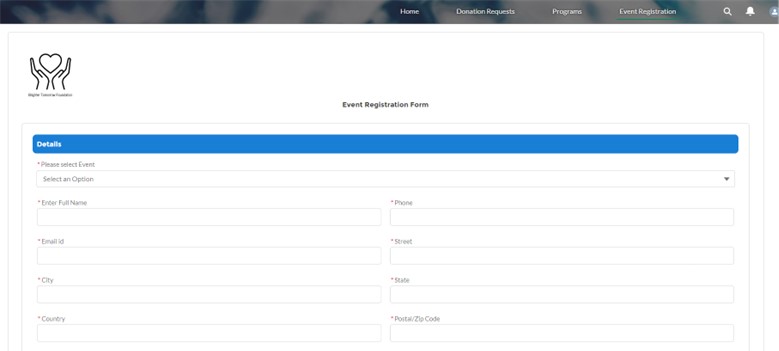 Home Donation Requests Programs Event Registration
Brighter Tomorrow Foundation
Event Registration Form
Details
* Please select Event
Select an Option
* Enter Full Name * Phone
* Email id * Street
* City * State
* Country * Postal/Zip Code